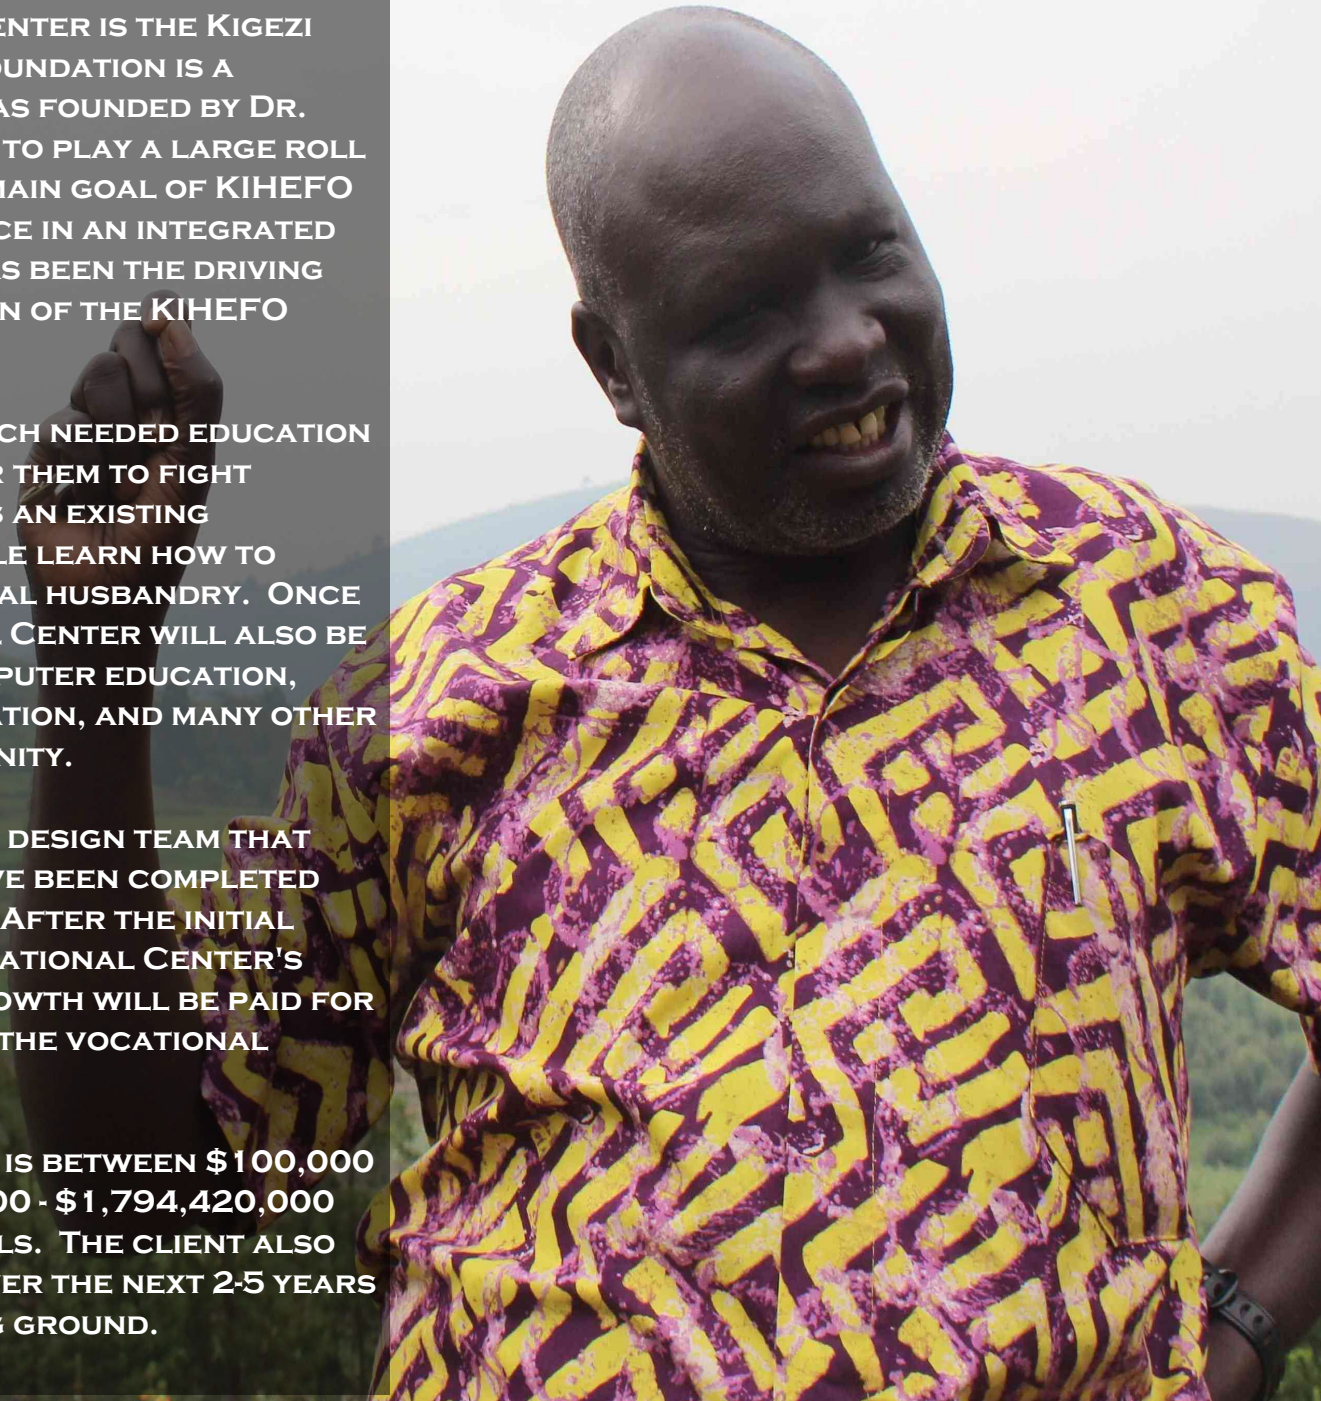 ENTER IS THE KIGEZI
OUNDATION IS A
AS FOUNDED BY DR.
TO PLAY A LARGE ROLL
MAIN GOAL OF KIHEFO
CE IN AN INTEGRATED
AS BEEN THE DRIVING
N OF THE KIHEFO
CH NEEDED EDUCATION
R THEM TO FIGHT
S AN EXISTING
LE LEARN HOW TO
AL HUSBANDRY.  ONCE
L CENTER WILL ALSO BE
PUTER EDUCATION,
ATION, AND MANY OTHER
NITY.
DESIGN TEAM THAT
VE BEEN COMPLETED
AFTER THE INITIAL
ATIONAL CENTER'S
OWTH WILL BE PAID FOR
THE VOCATIONAL
IS BETWEEN $100,000
00 - $1,794,420,000
LS.  THE CLIENT ALSO
ER THE NEXT 2-5 YEARS
G GROUND.